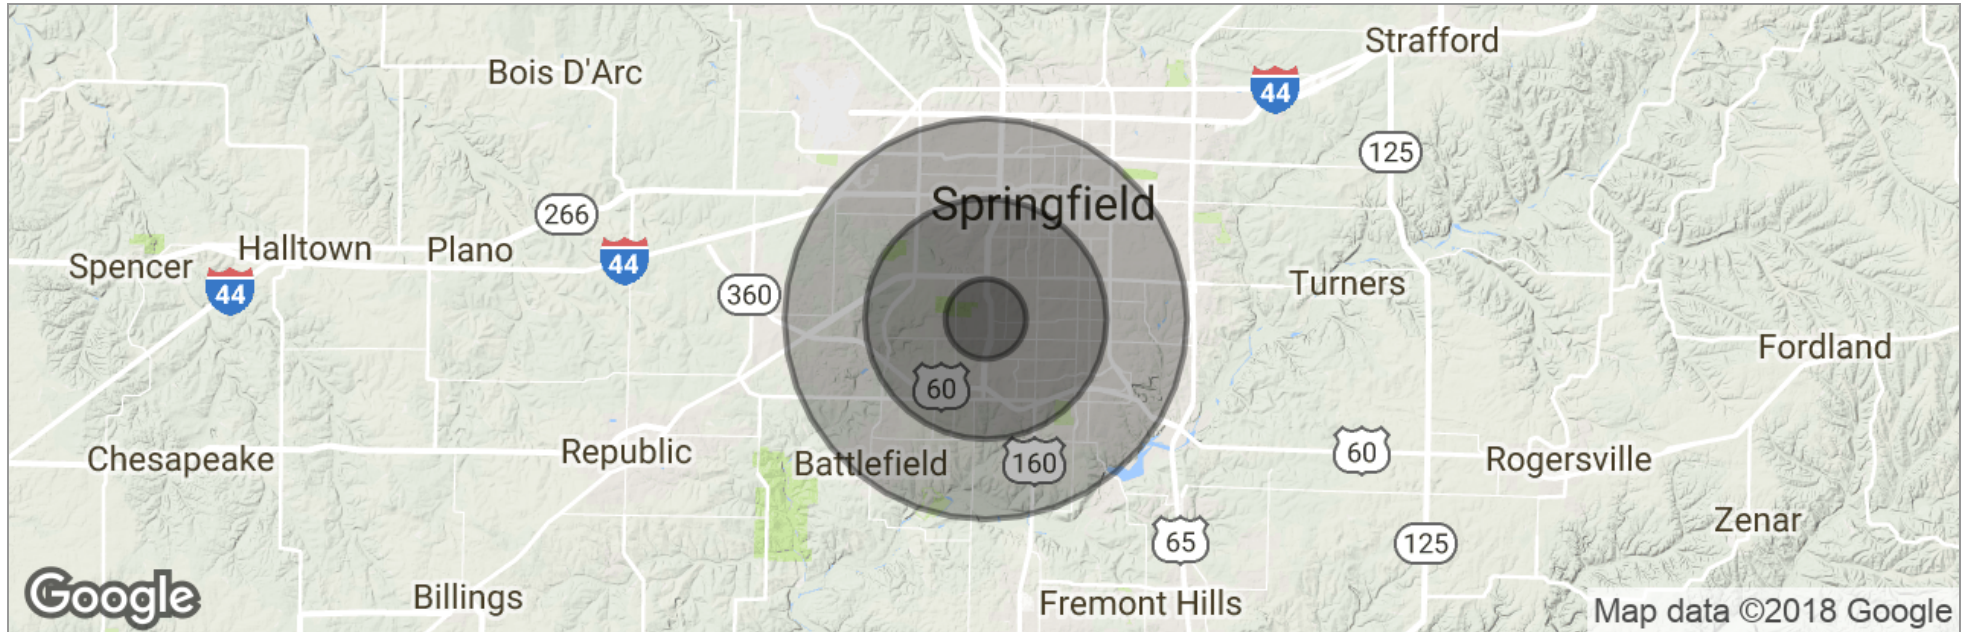 Strafford
Bois D'Arc
44
125
Springfield
266
Halltown
Plano
Spencer
44
44
360
Turners
Fordland
60
Chesapeake
Republic
Battlefield
160
60
Rogersville
Zenar
65
125
Google
Billings
Fremont Hills
Map data ©2018 Google